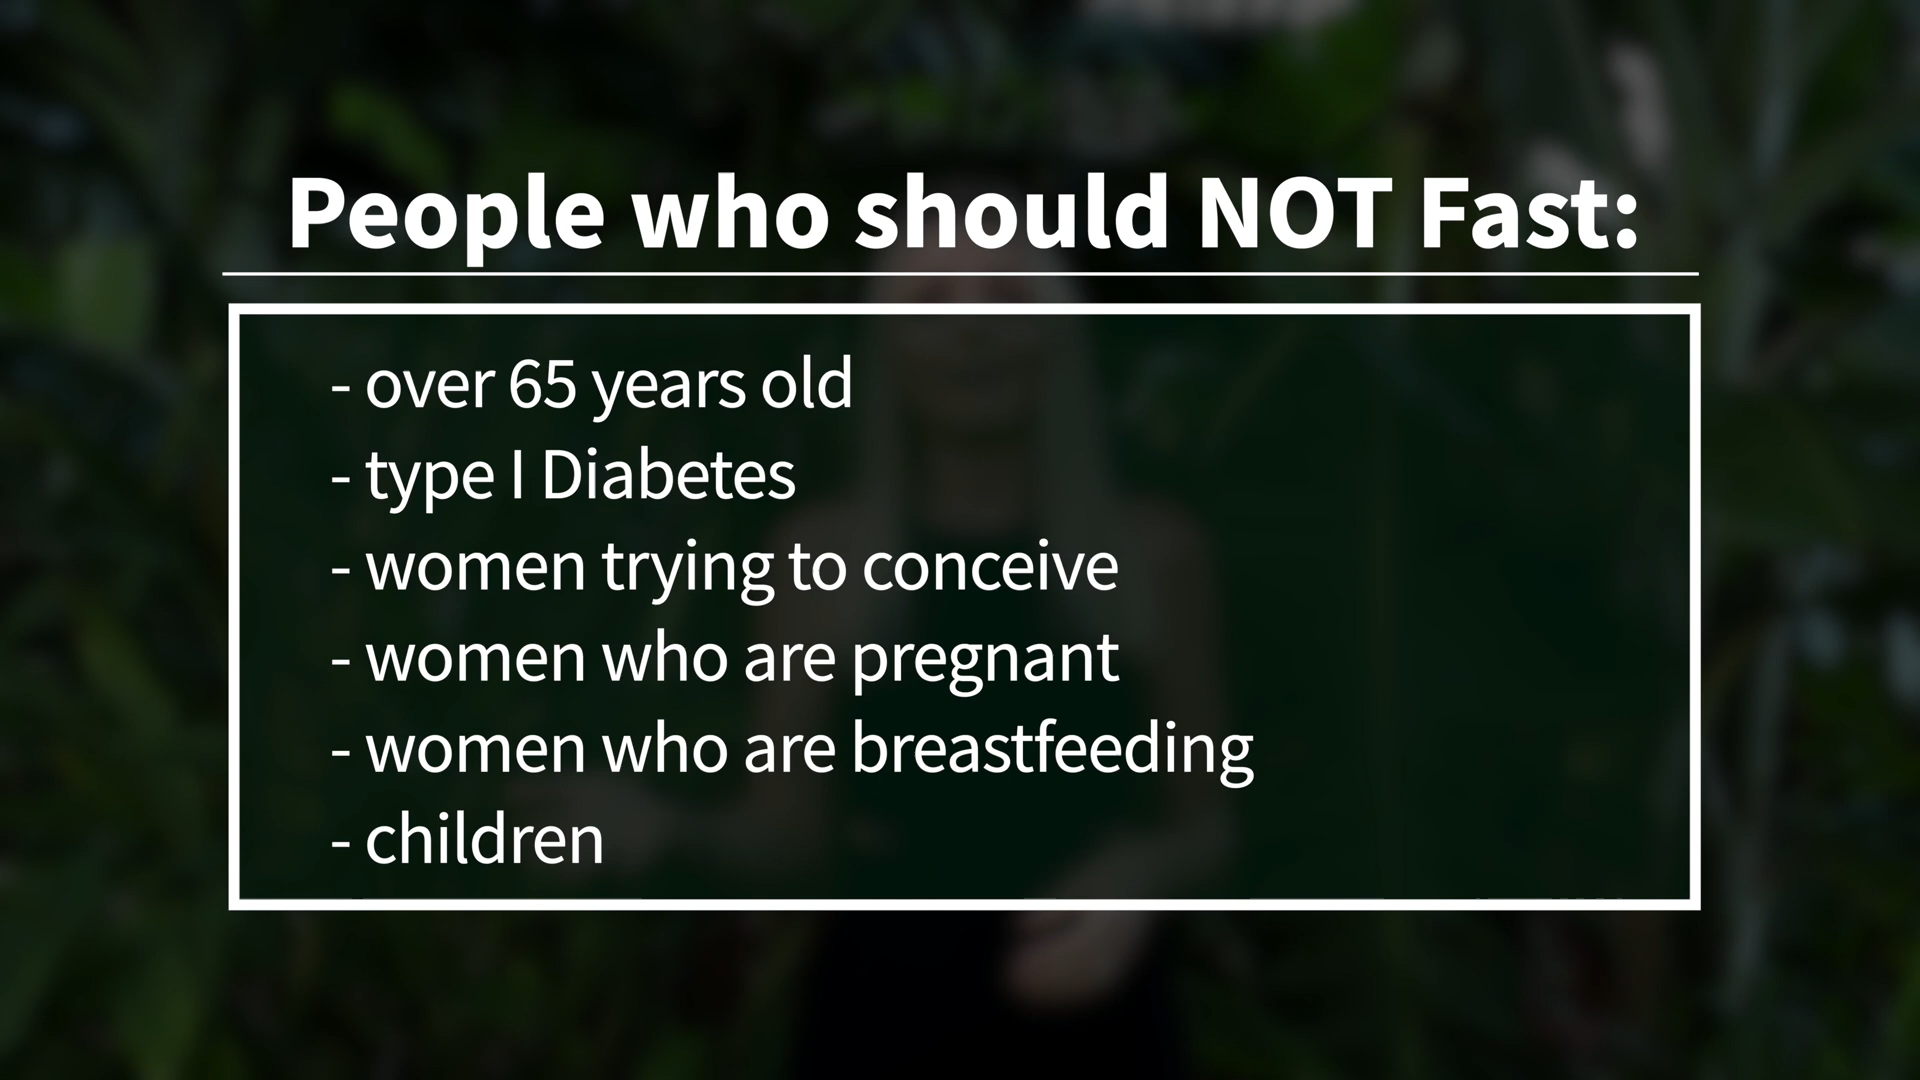 People who should NOT Fast:
- over 65 years old
- type I Diabetes
- women trying to conceive
- women who are pregnant
- women who are breastfeeding
- children